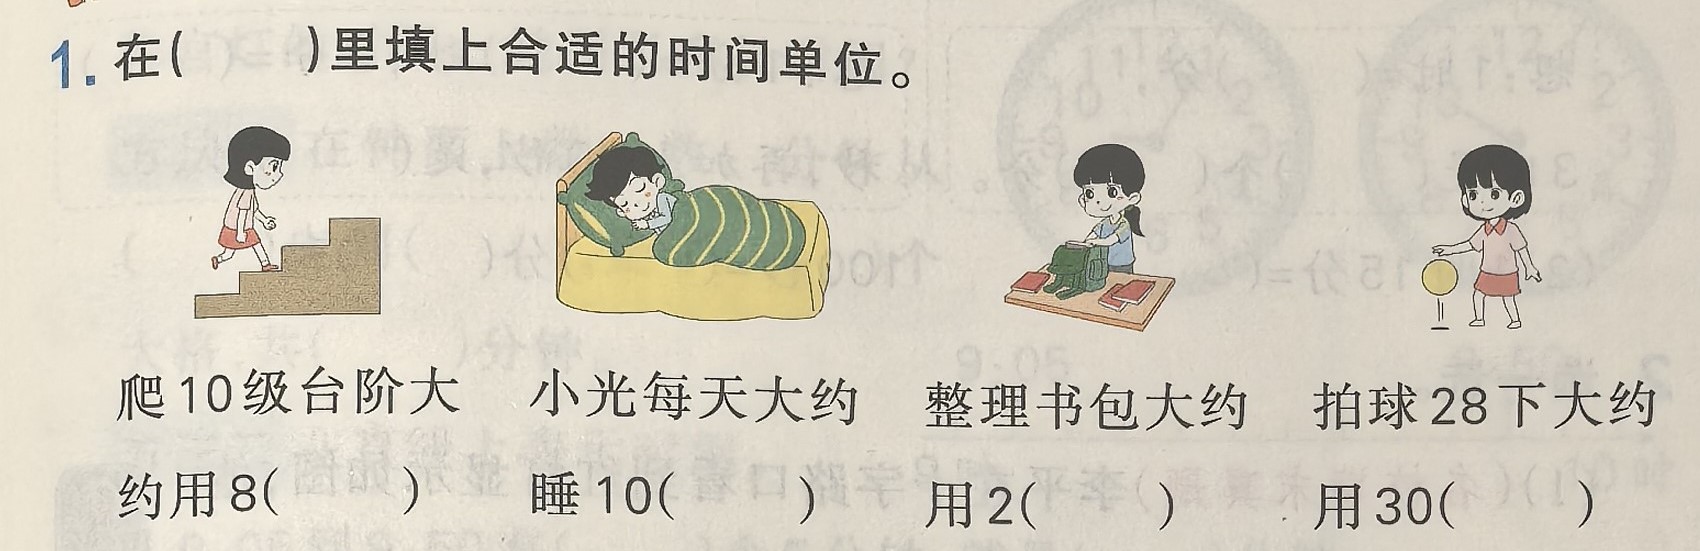 1. 在(　　)里填上合适的时间单位。
爬10级台阶大
约用8(　　)
小光每天大约
睡10(　　)
整理书包大约
用2(　　)
拍球28下大约
用30(　　)